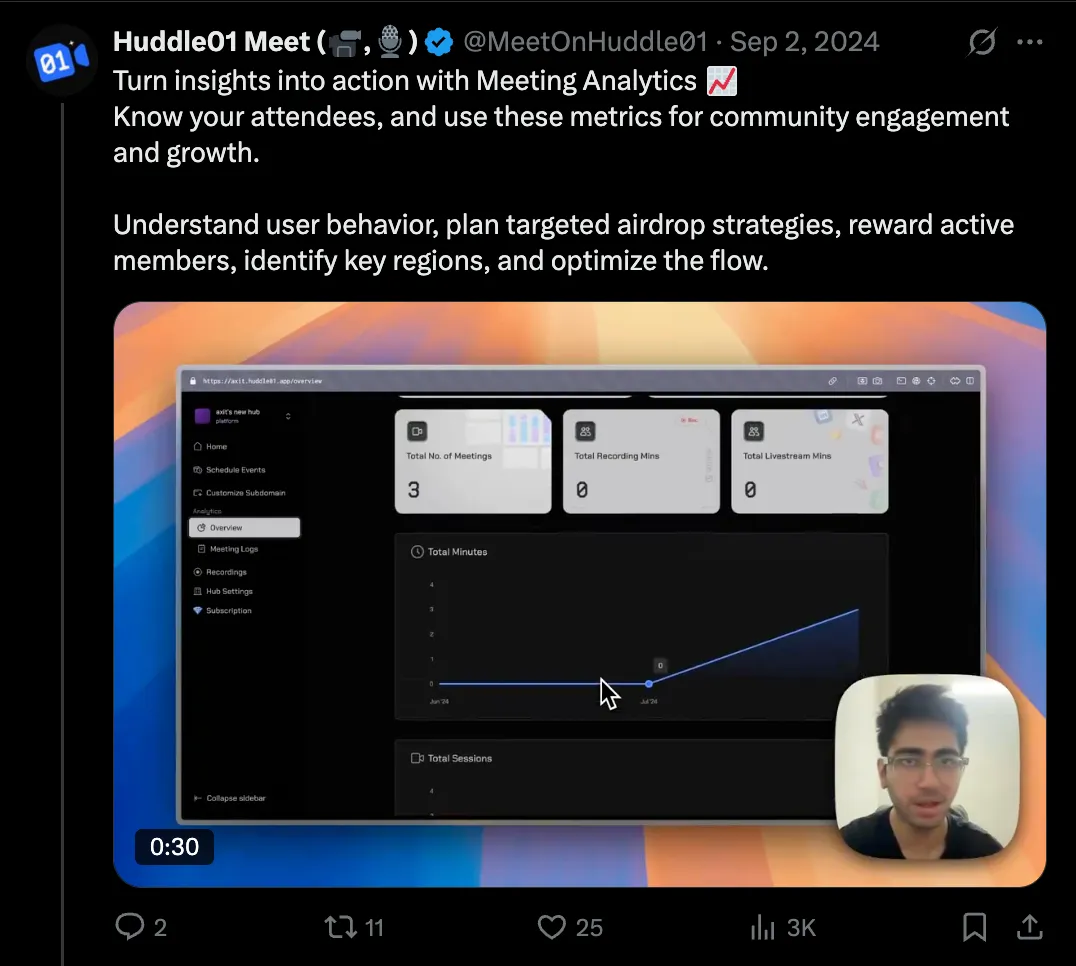 01
Huddle01 Meet (📹,🎙️) @MeetOnHuddle01 · Sep 2, 2024
Turn insights into action with Meeting Analytics 📈
Know your attendees, and use these metrics for community engagement
and growth.
Understand user behavior, plan targeted airdrop strategies, reward active
members, identify key regions, and optimize the flow.
https://axit.huddle01.app/overview
axit's new hub
platform
Home
Schedule Events
Customize Subdomain
Analytics
Overview
Meeting Logs
Recordings
Hub Settings
Subscription
Collapse sidebar
Total No. of Meetings
3
Total Recording Mins
0
Total Livestream Mins
0
Total Minutes
4
3
2
1
0
0
Jun'24
Jul'24
Total Sessions
4
0:30
2
11
25
3K